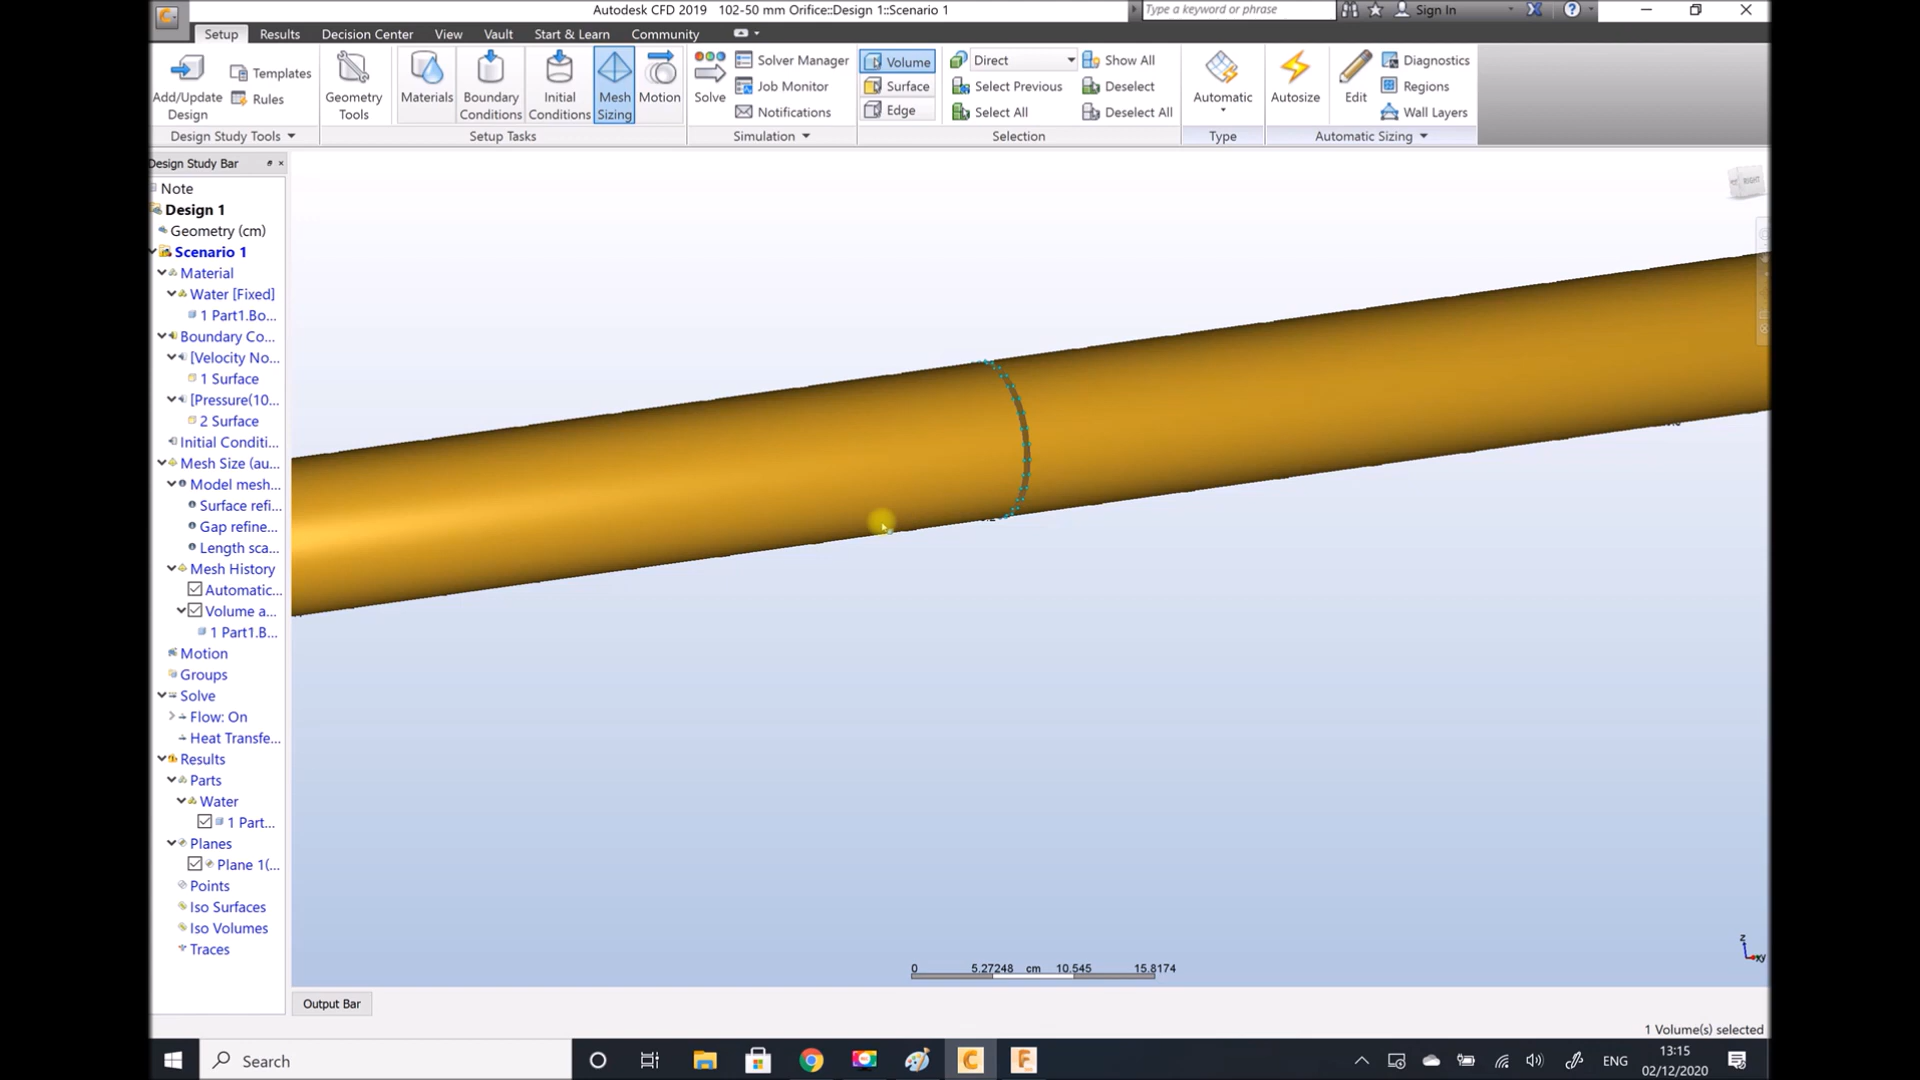 Autodesk CFD 2019 102-50 mm Orifice::Design 1::Scenario 1
Type a keyword or phrase
Sign In
Setup Results Decision Center View Vault Start & Learn Community
Add/Update Design
Templates
Rules
Design Study Tools
Geometry Tools
Materials
Boundary Conditions
Initial Conditions
Mesh Sizing
Motion
Setup Tasks
Solve
Solver Manager
Job Monitor
Notifications
Simulation
Volume
Surface
Edge
Direct
Select Previous
Select All
Show All
Deselect
Deselect All
Selection
Automatic
Type
Autosize
Edit
Diagnostics
Regions
Wall Layers
Automatic Sizing
Design Study Bar
Note
Design 1
Geometry (cm)
Scenario 1
Material
Water [Fixed]
1 Part1.Bo...
Boundary Co...
[Velocity No...
1 Surface
[Pressure(10...
2 Surface
Initial Conditi...
Mesh Size (au...
Model mesh...
Surface refi...
Gap refine...
Length sca...
Mesh History
Automatic...
Volume a...
1 Part1.B...
Motion
Groups
Solve
Flow: On
Heat Transfe...
Results
Parts
Water
1 Part...
Planes
Plane 1(...
Points
Iso Surfaces
Iso Volumes
Traces
RIGHT
0 5.27248 cm 10.545 15.8174
Z
Output Bar
1 Volume(s) selected
Search
ENG
13:15
02/12/2020